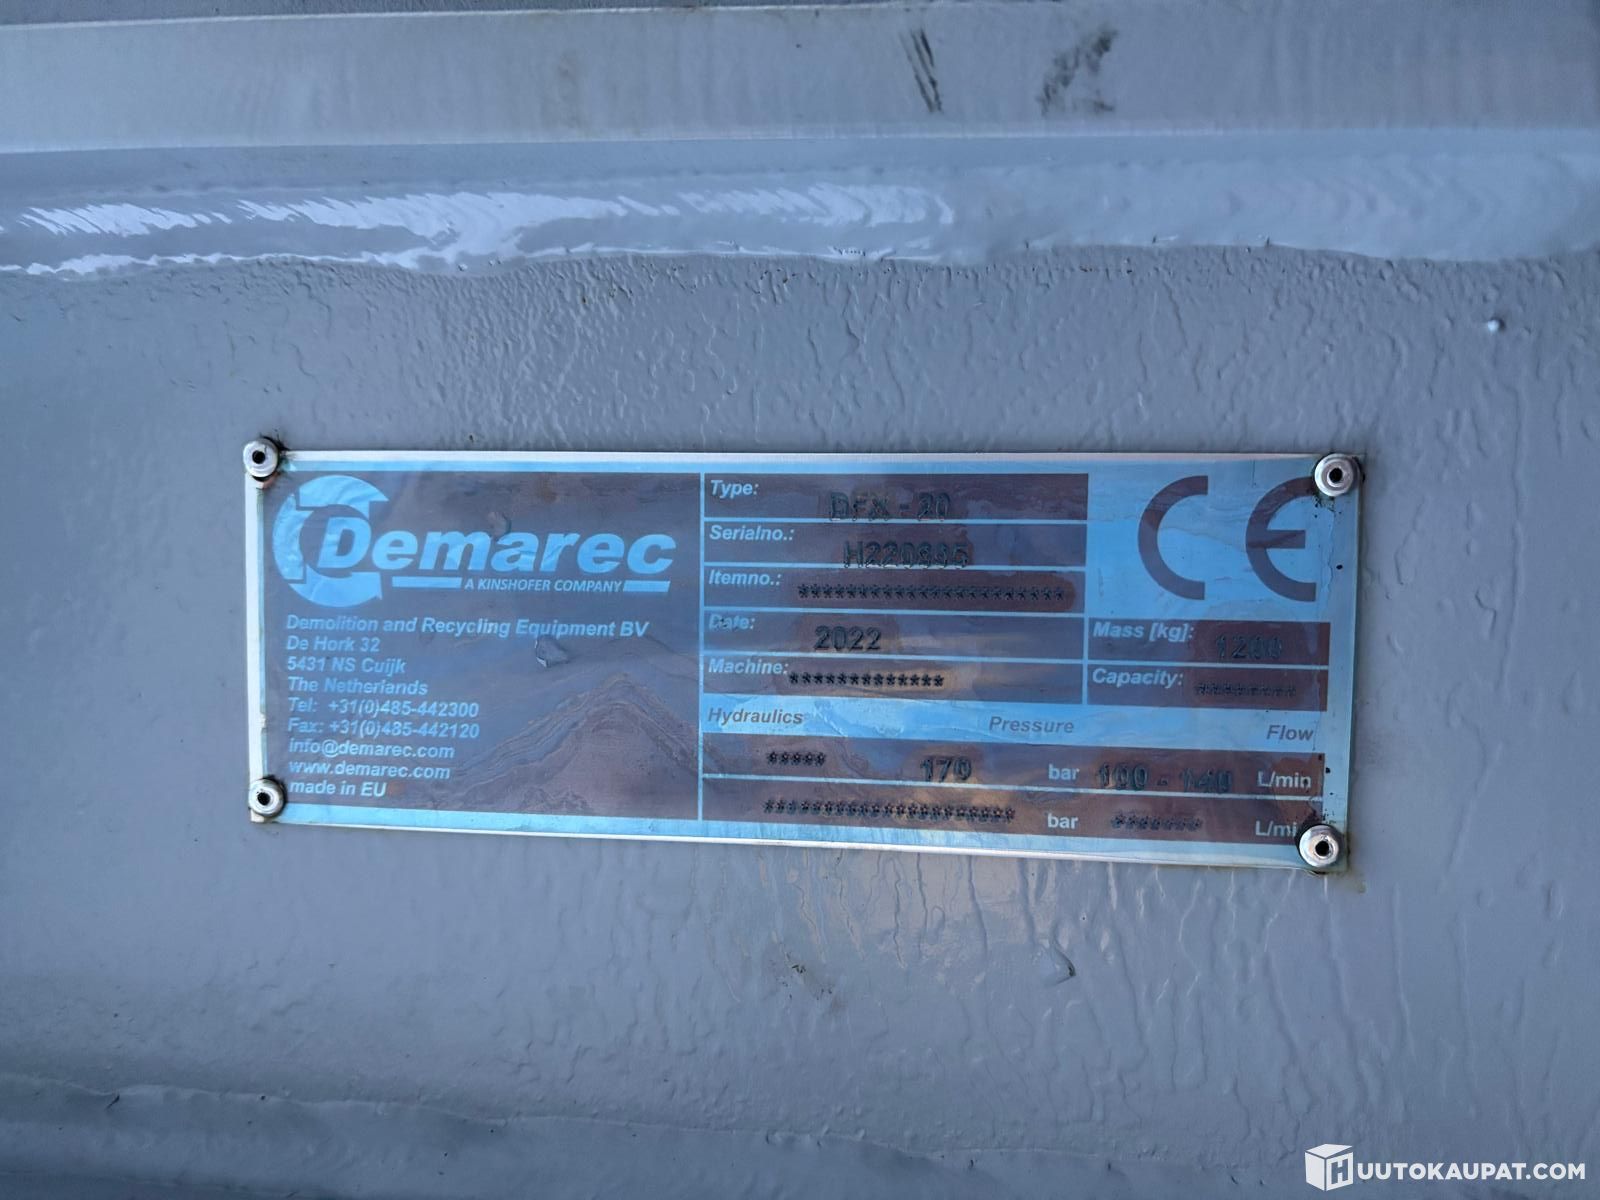 Demarec
A KINSHOFER COMPANY
Demolition and Recycling Equipment BV
De Hork 32
5431 NS Cuijk
The Netherlands
Tel: +31(0)485-442300
Fax: +31(0)485-442120
info@demarec.com
www.demarec.com
made in EU
Type: DFX - 20
Serialno.:
Itemno.: *********************
Date: 2022
Machine: *************
CE
Mass [kg]: 1200
Capacity: ********
Hydraulics Pressure Flow
***** 170 bar 100 - 140 L/min
******************** bar ******* L/min
HUUTOKAUPAT.COM